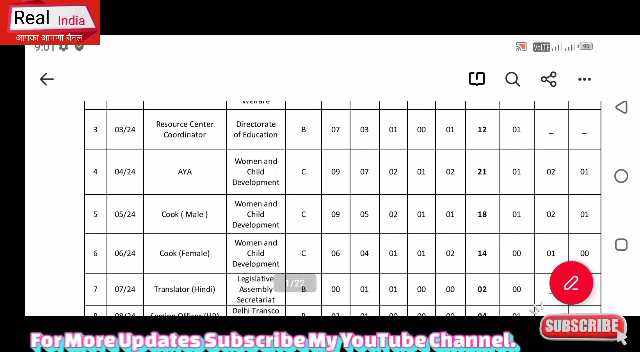 Real India
आपका अपना चैनल
9:01
Welfare
3 03/24 Resource Center Coordinator Directorate of Education B 07 03 01 00 01 12 01 _ _
4 04/24 AYA Women and Child Development C 09 07 02 01 02 21 01 02 01
5 05/24 Cook ( Male) Women and Child Development C 09 05 02 01 01 18 01 02 01
6 06/24 Cook (Female) Women and Child Development C 06 04 01 01 02 14 00 01 00
7 07/24 Translator (Hindi) Legislative Assembly Secretariat B 00 01 01 00 00 02 00
1/22
Delhi Transco
SUBSCRIBE
For More Updates Subscribe My YouTube Channel.